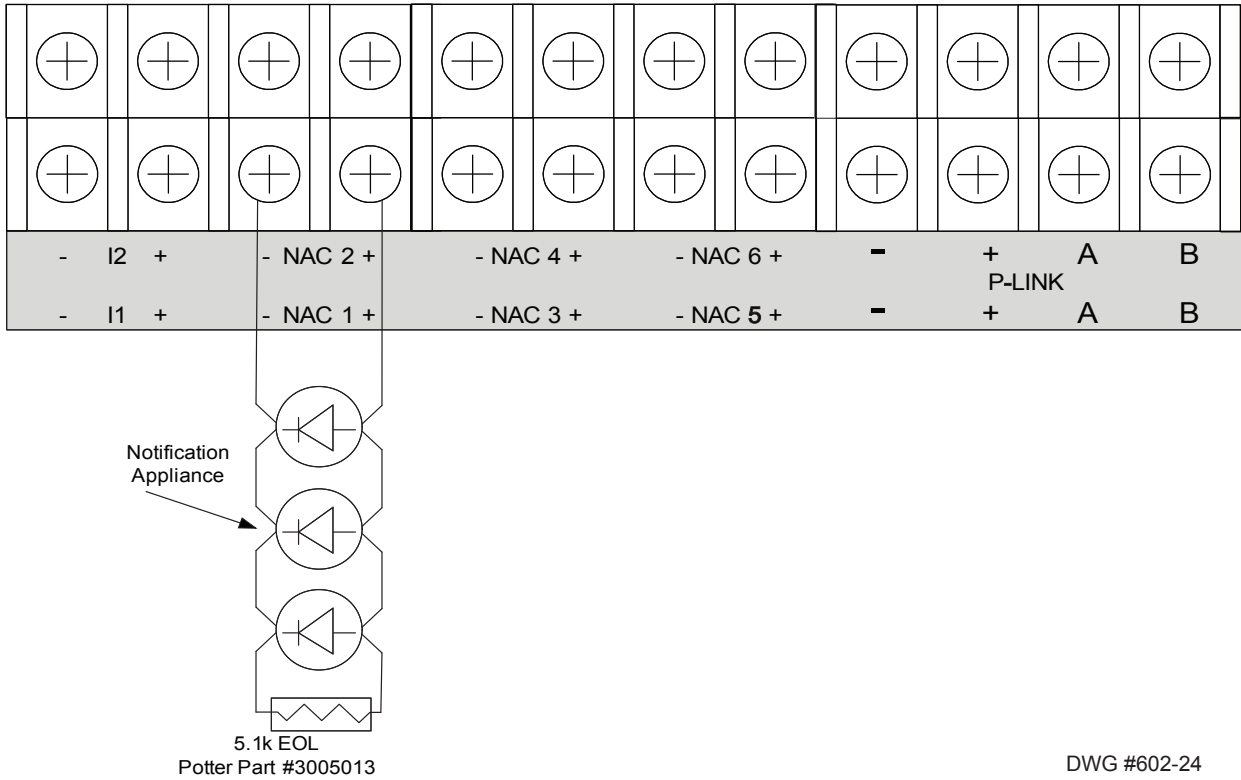 - I2 + - NAC 2 + - NAC 4 + - NAC 6 + - + A B
P-LINK
- I1 + - NAC 1 + - NAC 3 + - NAC 5 + - + A B
Notification
Appliance
5.1k EOL
Potter Part #3005013
DWG #602-24